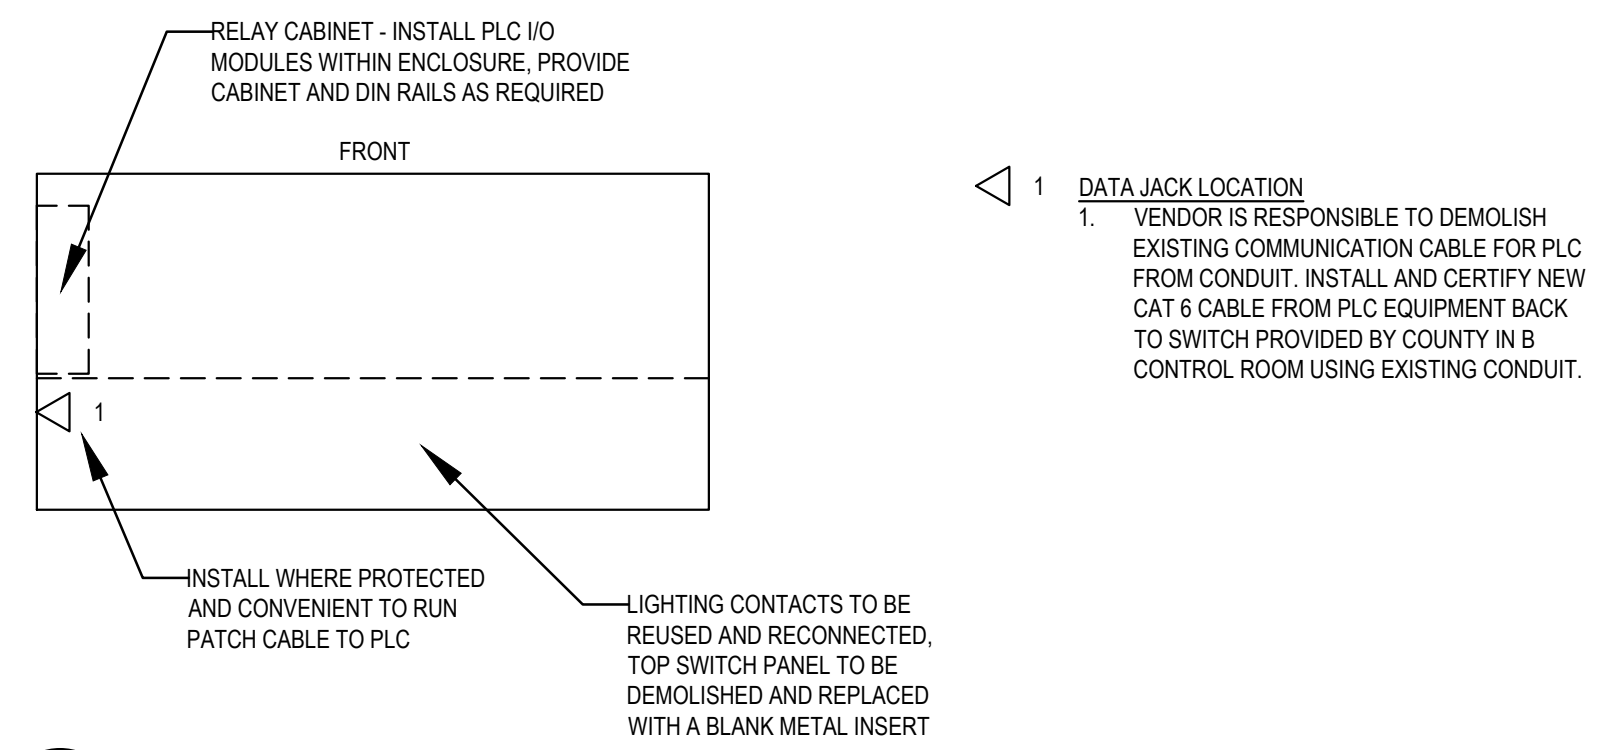 RELAY CABINET - INSTALL PLC I/O
MODULES WITHIN ENCLOSURE, PROVIDE
CABINET AND DIN RAILS AS REQUIRED
FRONT
1
INSTALL WHERE PROTECTED
AND CONVENIENT TO RUN
PATCH CABLE TO PLC
LIGHTING CONTACTS TO BE
REUSED AND RECONNECTED,
TOP SWITCH PANEL TO BE
DEMOLISHED AND REPLACED
WITH A BLANK METAL INSERT
1 DATA JACK LOCATION
1. VENDOR IS RESPONSIBLE TO DEMOLISH
EXISTING COMMUNICATION CABLE FOR PLC
FROM CONDUIT. INSTALL AND CERTIFY NEW
CAT 6 CABLE FROM PLC EQUIPMENT BACK
TO SWITCH PROVIDED BY COUNTY IN B
CONTROL ROOM USING EXISTING CONDUIT.